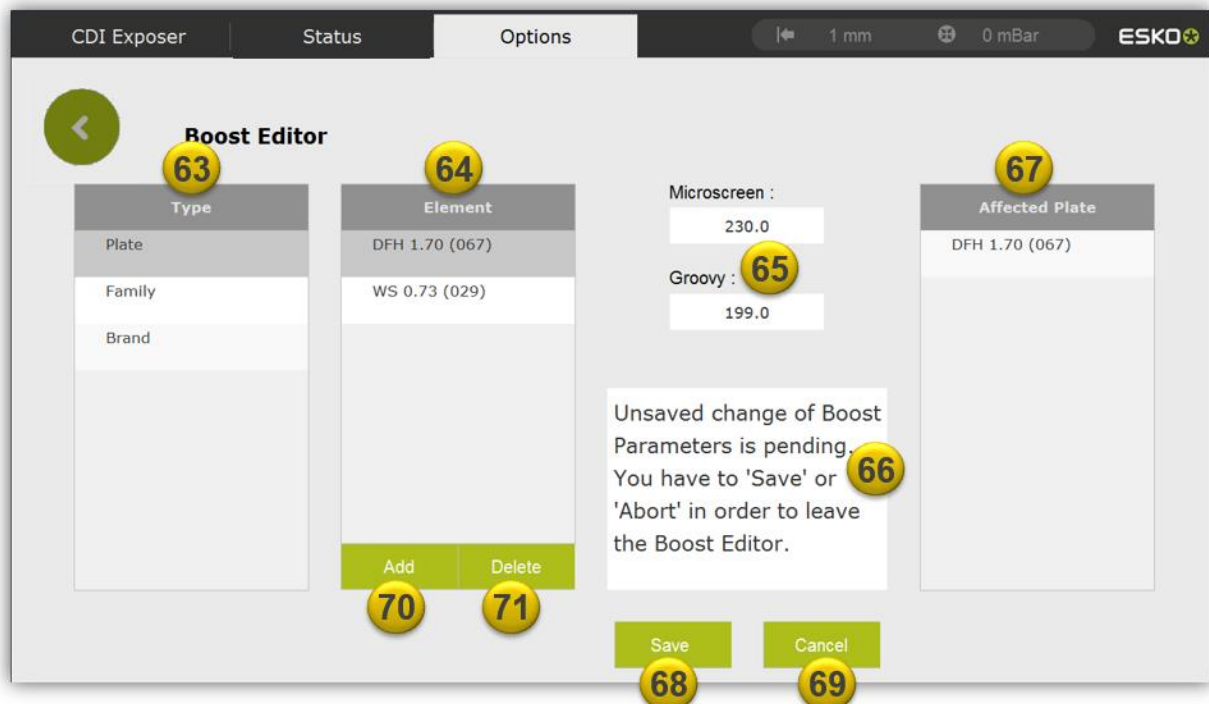 CDI Exposer
Status
Options
1 mm
0 mBar
ESKO
Boost Editor
63
64
67
Type
Element
Microscreen :
Affected Plate
230.0
Plate
DFH 1.70 (067)
DFH 1.70 (067)
65
Groovy :
Family
WS 0.73 (029)
199.0
Brand
Unsaved change of Boost
Parameters is pending.
66
You have to 'Save' or
'Abort' in order to leave
the Boost Editor.
Add
Delete
70
71
Save
Cancel
68
69